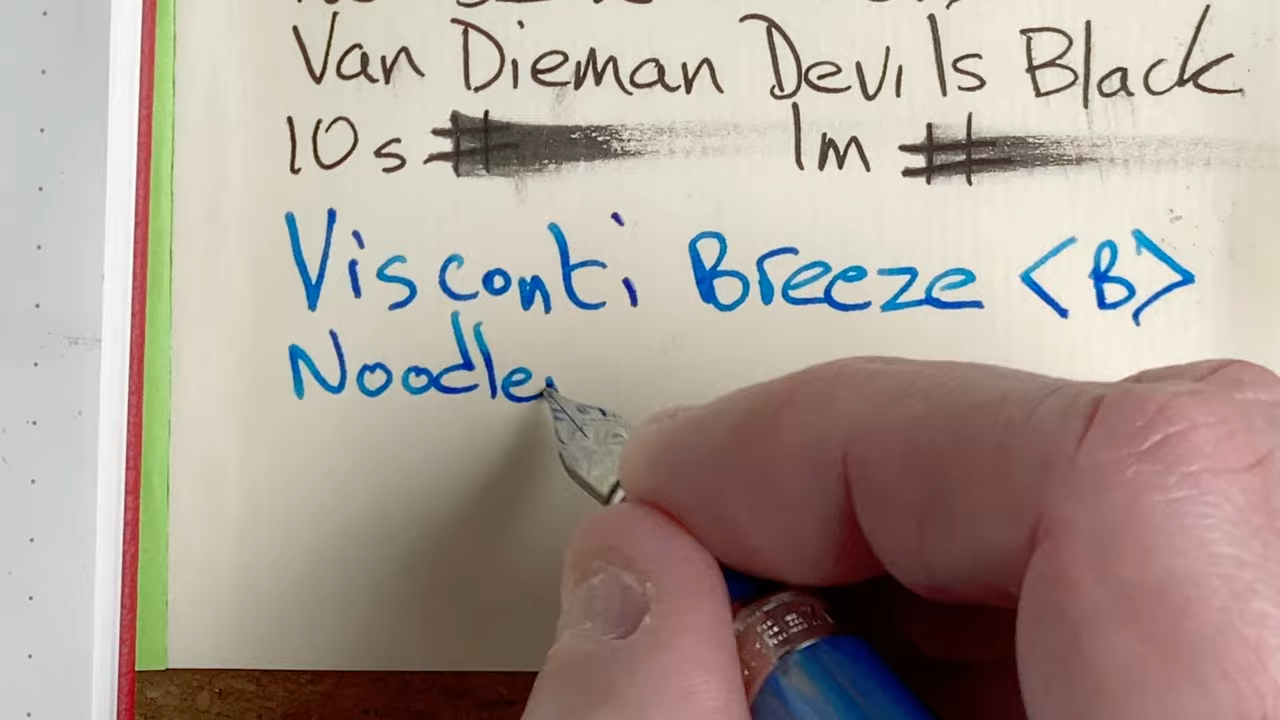 Van Dieman Devils Black
10s # 1m #
Visconti Breeze <B>
Noodle